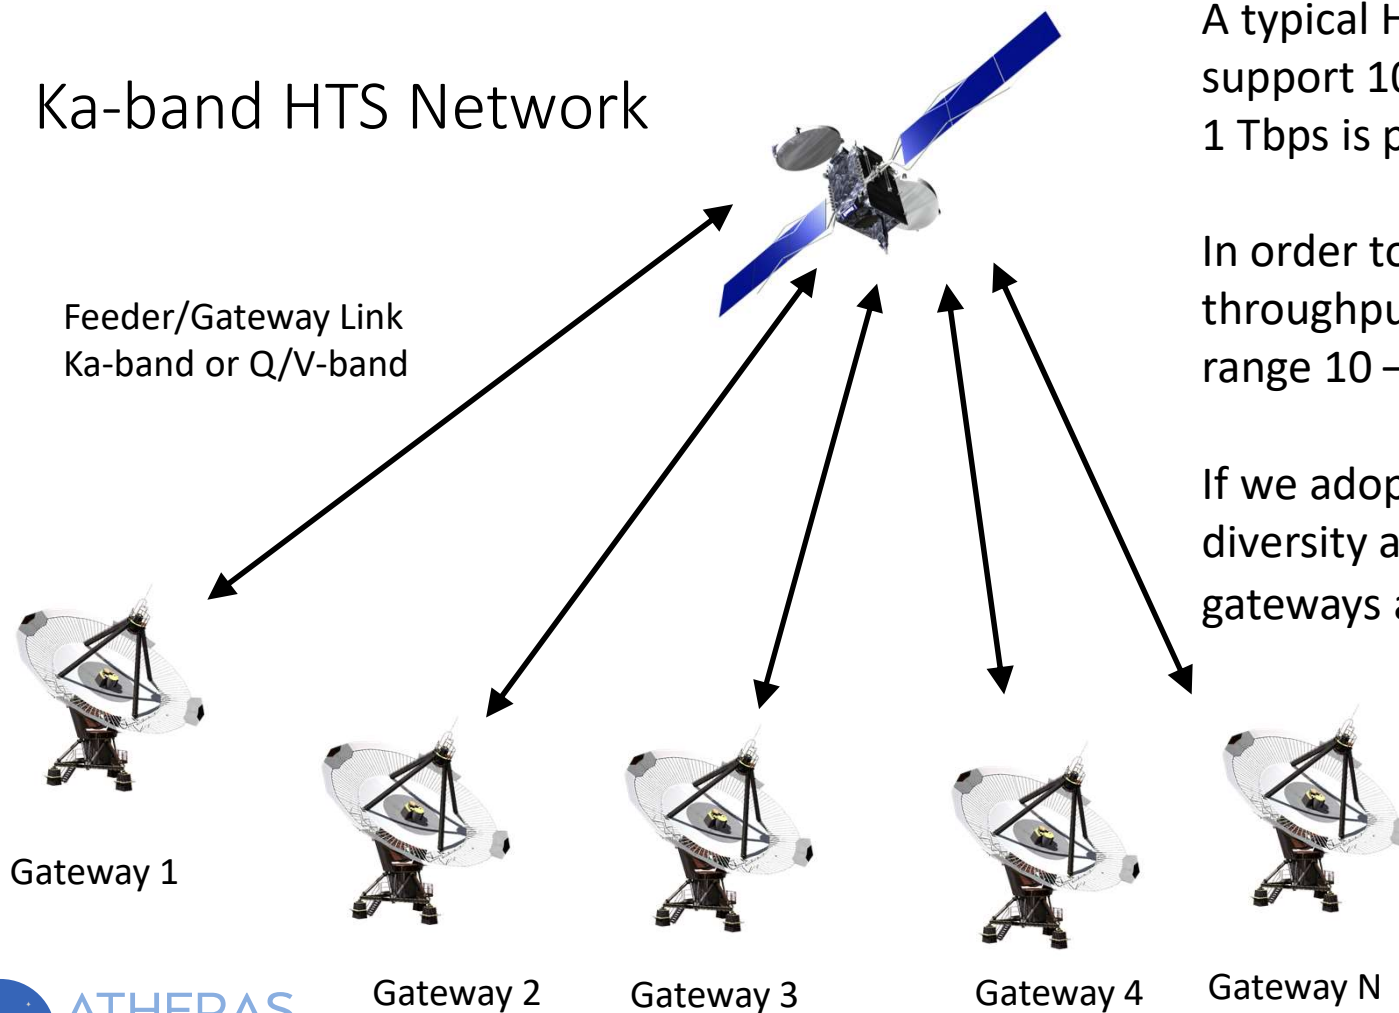 Ka-band HTS Network
A typical
support
1 Tbps is
In order
throughpu
range 10 –
If we
diversity
gateways
Feeder/Gateway Link
Ka-band or Q/V-band
Gateway 1
Gateway 2
Gateway 3
Gateway 4
Gateway N